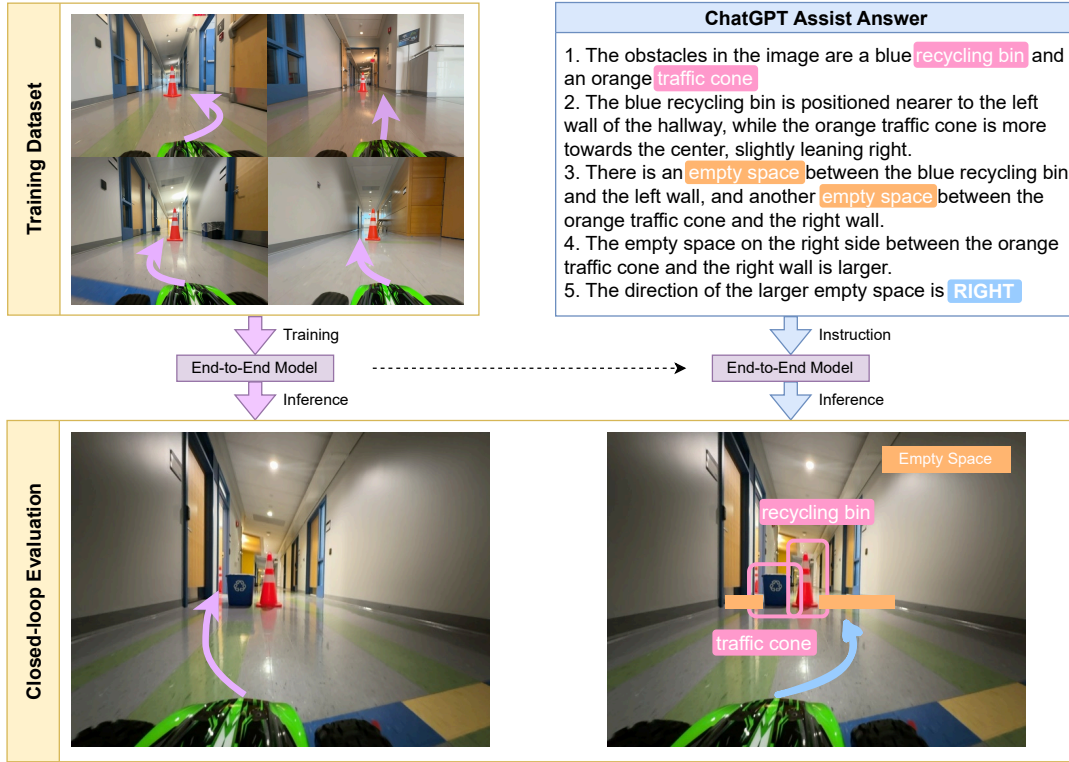 Training Dataset
ChatGPT Assist Answer
1. The obstacles in the image are a blue recycling bin and
an orange traffic cone
2. The blue recycling bin is positioned nearer to the left
wall of the hallway, while the orange traffic cone is more
towards the center, slightly leaning right.
3. There is an empty space between the blue recycling bin
and the left wall, and another empty space between the
orange traffic cone and the right wall.
4. The empty space on the right side between the orange
traffic cone and the right wall is larger.
5. The direction of the larger empty space is RIGHT
Training
Instruction
End-to-End Model
End-to-End Model
Inference
Inference
Closed-loop Evaluation
Empty Space
recycling bin
traffic cone